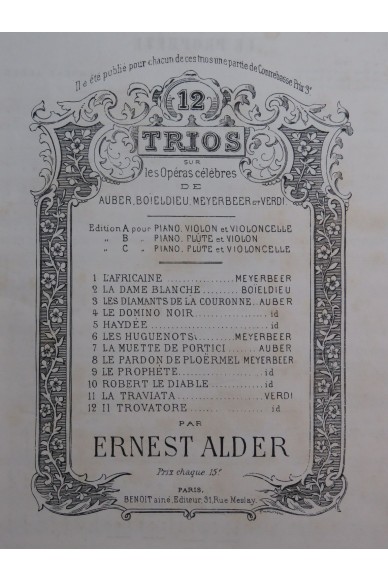 Il a été publié pour chacun de ces trios une partie de Contrebasse. Prix 3f.
12
TRIOS
SUR
les Opéras célèbres
DE
AUBER, BOIELDIEU, MEYERBEER et VERDI
Edition A pour PIANO, VIOLON et VIOLONCELLE
„ B „ PIANO, FLÛTE et VIOLON
„ C „ PIANO, FLÛTE et VIOLONCELLE
1 L'AFRICAINE MEYERBEER
2 LA DAME BLANCHE BOIELDIEU
3 LES DIAMANTS DE LA COURONNE AUBER
4 LE DOMINO NOIR id
5 HAYDÉE id
6 LES HUGUENOTS MEYERBEER
7 LA MUETTE DE PORTICI AUBER
8 LE PARDON DE PLOËRMEL MEYERBEER
9 LE PROPHÈTE id
10 ROBERT LE DIABLE id
11 LA TRAVIATA VERDI
12 Il TROVATORE id
PAR
ERNEST ALDER
Prix chaque 15f
PARIS,
BENOIT aîné, Editeur, 31, Rue Meslay.